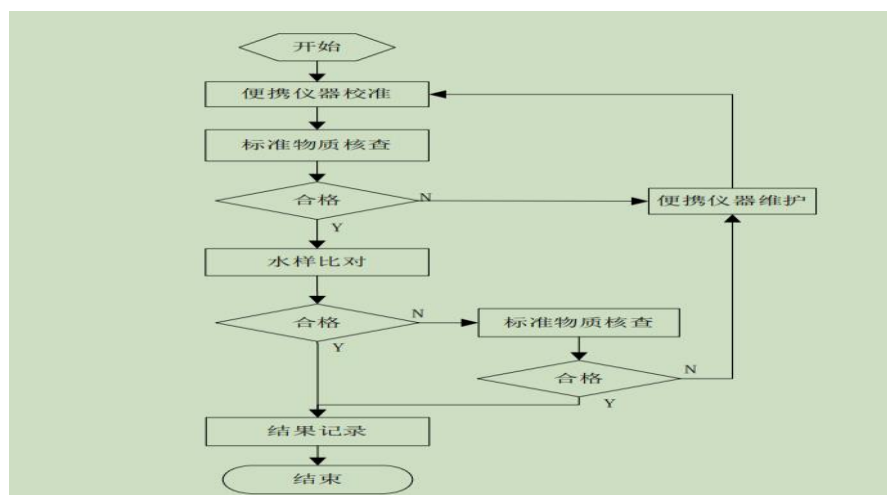 开始
便携仪器校准
标准物质核查
合格
N
便携仪器维护
Y
水样比对
合格
N
标准物质核查
Y
合格
N
Y
结果记录
结束